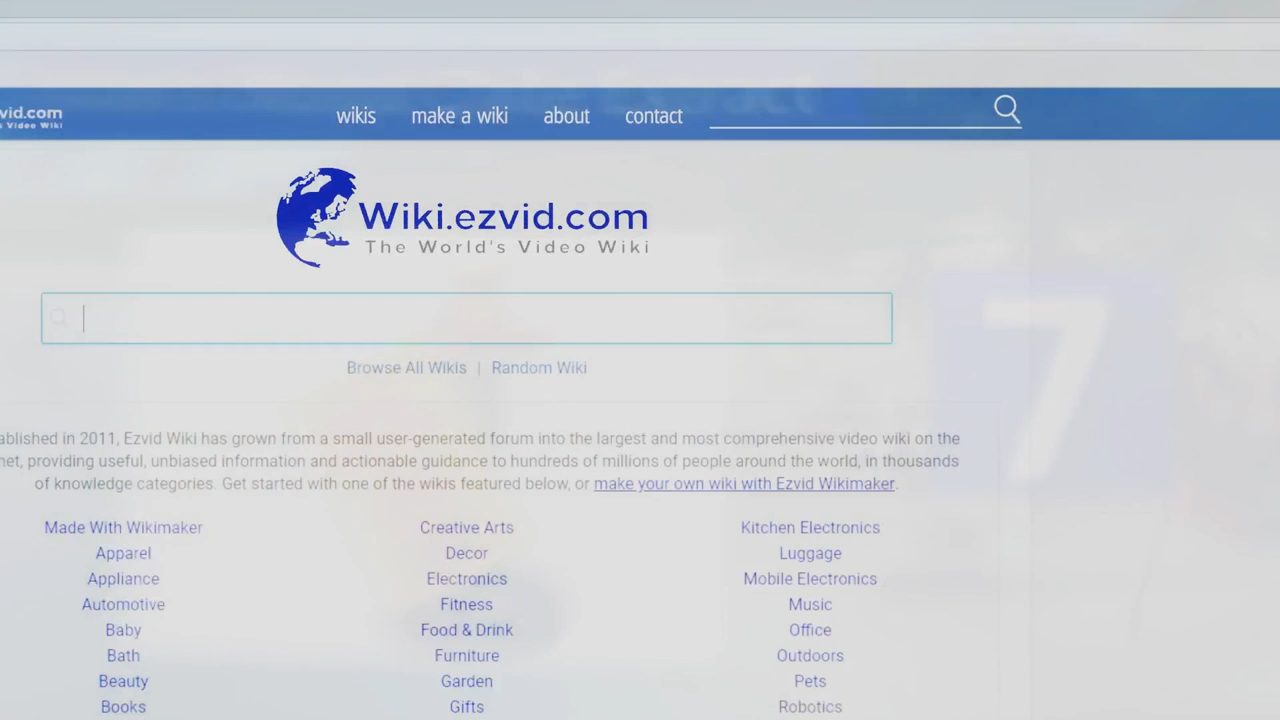 vid.com
s Video Wiki
wikis make a wiki about contact
Wiki.ezvid.com
The World's Video Wiki
Browse All Wikis | Random Wiki
7
ablished in 2011, Ezvid Wiki has grown from a small user-generated forum into the largest and most comprehensive video wiki on the
net, providing useful, unbiased information and actionable guidance to hundreds of millions of people around the world, in thousands
of knowledge categories. Get started with one of the wikis featured below, or make your own wiki with Ezvid Wikimaker.
Made With Wikimaker Creative Arts Kitchen Electronics
Apparel Decor Luggage
Appliance Electronics Mobile Electronics
Automotive Fitness Music
Baby Food & Drink Office
Bath Furniture Outdoors
Beauty Garden Pets
Books Gifts Robotics